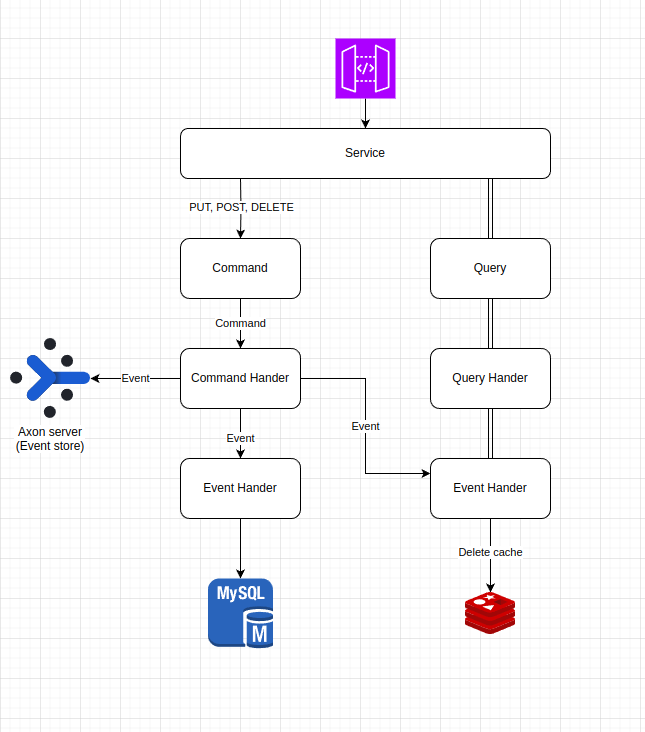 </>
Service
PUT, POST, DELETE
Command
Query
Command
Event
Command Hander
Query Hander
Axon server
(Event store)
Event
Event
Event Hander
Event Hander
Delete cache
MySQL
M